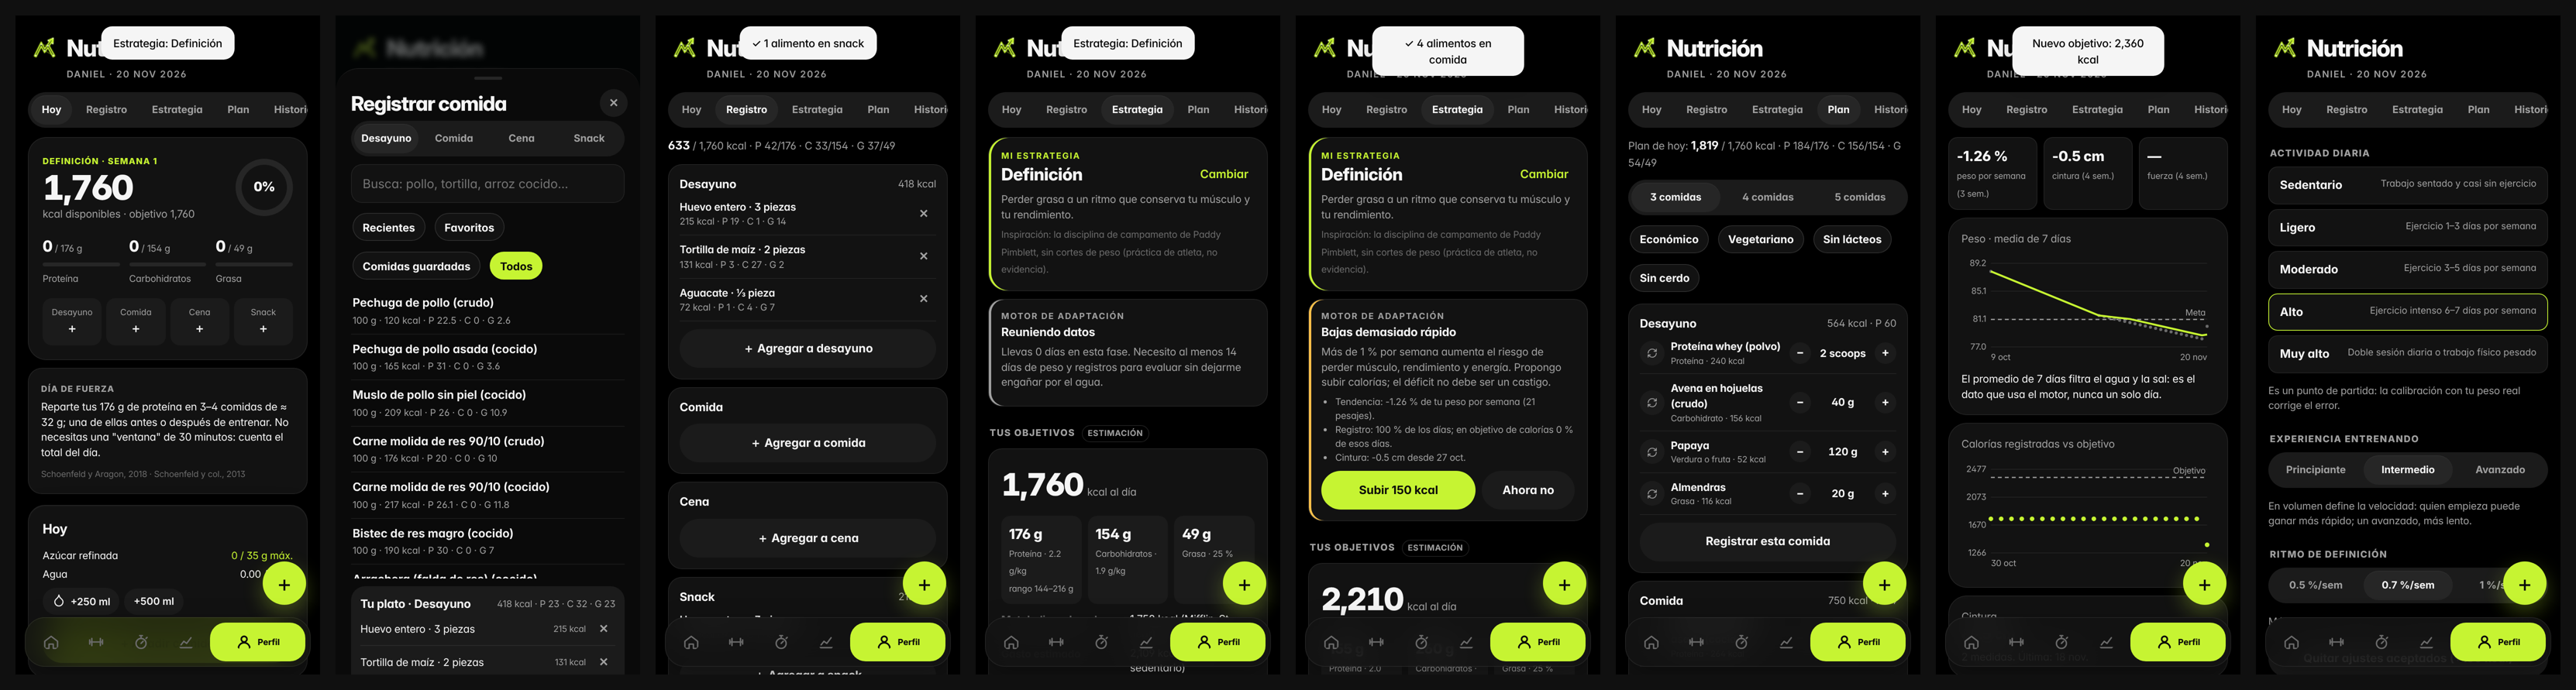 Nut
Estrategia: Definición
DANIEL · 20 NOV 2026
Hoy Registro Estrategia Plan Histori
DEFINICIÓN · SEMANA 1
1,760
0%
kcal disponibles · objetivo 1,760
0 / 176 g 0 / 154 g 0 / 49 g
Proteína Carbohidratos Grasa
Desayuno Comida Cena Snack
+ + + +
DÍA DE FUERZA
Reparte tus 176 g de proteína en 3–4 comidas de ≈
32 g; una de ellas antes o después de entrenar. No
necesitas una "ventana" de 30 minutos: cuenta el
total del día.
Schoenfeld y Aragon, 2018 · Schoenfeld y col., 2013
Hoy
Azúcar refinada 0 / 35 g máx.
Agua 0.00
+250 ml +500 ml
+
Perfil
Nutrición
Registrar comida
×
Desayuno Comida Cena Snack
Busca: pollo, tortilla, arroz cocido...
Recientes Favoritos
Comidas guardadas Todos
Pechuga de pollo (crudo)
100 g · 120 kcal · P 22.5 · C 0 · G 2.6
Pechuga de pollo asada (cocido)
100 g · 165 kcal · P 31 · C 0 · G 3.6
Muslo de pollo sin piel (cocido)
100 g · 209 kcal · P 26 · C 0 · G 10.9
Carne molida de res 90/10 (crudo)
100 g · 176 kcal · P 20 · C 0 · G 10
Carne molida de res 90/10 (cocido)
100 g · 217 kcal · P 26.1 · C 0 · G 11.8
Bistec de res magro (cocido)
100 g · 190 kcal · P 30 · C 0 · G 7
Arrachera (falda de res) (cocido)
Tu plato · Desayuno 418 kcal · P 23 · C 32 · G 23
Huevo entero · 3 piezas 215 kcal ×
Tortilla de maíz · 2 piezas 131 kcal ×
Nut
✓ 1 alimento en snack
DANIEL · 20 NOV 2026
Hoy Registro Estrategia Plan Histori
633 / 1,760 kcal · P 42/176 · C 33/154 · G 37/49
Desayuno 418 kcal
Huevo entero · 3 piezas
215 kcal · P 19 · C 1 · G 14
×
Tortilla de maíz · 2 piezas
131 kcal · P 3 · C 27 · G 2
×
Aguacate · ⅓ pieza
72 kcal · P 1 · C 4 · G 7
×
+ Agregar a desayuno
Comida
+ Agregar a comida
Cena
+ Agregar a cena
Snack
+
Perfil
+ Agregar a snack
Nut
Estrategia: Definición
DANIEL · 20 NOV 2026
Hoy Registro Estrategia Plan Histori
MI ESTRATEGIA
Definición Cambiar
Perder grasa a un ritmo que conserva tu músculo y
tu rendimiento.
Inspiración: la disciplina de campamento de Paddy
Pimblett, sin cortes de peso (práctica de atleta, no
evidencia).
MOTOR DE ADAPTACIÓN
Reuniendo datos
Llevas 0 días en esta fase. Necesito al menos 14
días de peso y registros para evaluar sin dejarme
engañar por el agua.
TUS OBJETIVOS ESTIMACIÓN
1,760 kcal al día
176 g 154 g 49 g
Proteína · 2.2 Carbohidratos · Grasa · 25 %
g/kg 1.9 g/kg
rango 144–216 g
+
Perfil
sedentario)
Nu
✓ 4 alimentos en
comida
DANIEL · 20 NOV 2026
Hoy Registro Estrategia Plan Histori
MI ESTRATEGIA
Definición Cambiar
Perder grasa a un ritmo que conserva tu músculo y
tu rendimiento.
Inspiración: la disciplina de campamento de Paddy
Pimblett, sin cortes de peso (práctica de atleta, no
evidencia).
MOTOR DE ADAPTACIÓN
Bajas demasiado rápido
Más de 1 % por semana aumenta el riesgo de
perder músculo, rendimiento y energía. Propongo
subir calorías; el déficit no debe ser un castigo.
• Tendencia: -1.26 % de tu peso por semana (21
pesajes).
• Registro: 100 % de los días; en objetivo de calorías 0 %
de esos días.
• Cintura: -0.5 cm desde 27 oct.
Subir 150 kcal Ahora no
TUS OBJETIVOS ESTIMACIÓN
2,210 kcal al día
+
Perfil
Proteína · 2.0 Carbohidratos · Grasa · 25 %
Nutrición
DANIEL · 20 NOV 2026
Hoy Registro Estrategia Plan Histori
Plan de hoy: 1,819 / 1,760 kcal · P 184/176 · C 156/154 · G
54/49
3 comidas 4 comidas 5 comidas
Económico Vegetariano Sin lácteos
Sin cerdo
Desayuno 564 kcal · P 60
Proteína whey (polvo) − 2 scoops +
Proteína · 240 kcal
Avena en hojuelas
(crudo) − 40 g +
Carbohidrato · 156 kcal
Papaya − 120 g +
Verdura o fruta · 52 kcal
Almendras − 20 g +
Grasa · 116 kcal
Registrar esta comida
Comida 750 kcal
+
Perfil
Nu
Nuevo objetivo: 2,360
kcal
DANIEL · 20 NOV 2026
Hoy Registro Estrategia Plan Histori
-1.26 % -0.5 cm —
peso por semana cintura (4 sem.) fuerza (4 sem.)
(3 sem.)
Peso · media de 7 días
89.2
85.1
81.1 Meta
77.0
9 oct 20 nov
El promedio de 7 días filtra el agua y la sal: es el
dato que usa el motor, nunca un solo día.
Calorías registradas vs objetivo
2477 Objetivo
2073
1670
1266
30 oct 20
Cintura
+
Perfil
Nutrición
DANIEL · 20 NOV 2026
Hoy Registro Estrategia Plan Histori
ACTIVIDAD DIARIA
Sedentario Trabajo sentado y casi sin ejercicio
Ligero Ejercicio 1–3 días por semana
Moderado Ejercicio 3–5 días por semana
Alto Ejercicio intenso 6–7 días por semana
Muy alto Doble sesión diaria o trabajo físico pesado
Es un punto de partida: la calibración con tu peso real
corrige el error.
EXPERIENCIA ENTRENANDO
Principiante Intermedio Avanzado
En volumen define la velocidad: quien empieza puede
ganar más rápido; un avanzado, más lento.
RITMO DE DEFINICIÓN
0.5 %/sem 0.7 %/sem 1 %/s
+
Perfil